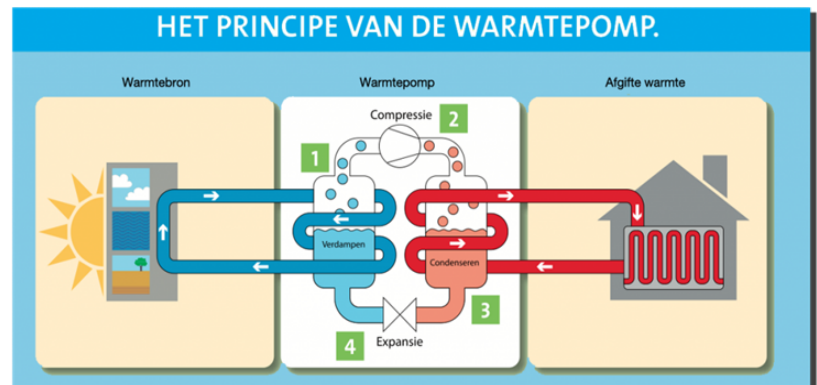 HET PRINCIPE VAN DE WARMTEPOMP.
Warmtebron
Warmtepomp
Afgifte warmte
Compressie
2
1
Verdampen
Condenseren
3
4
Expansie